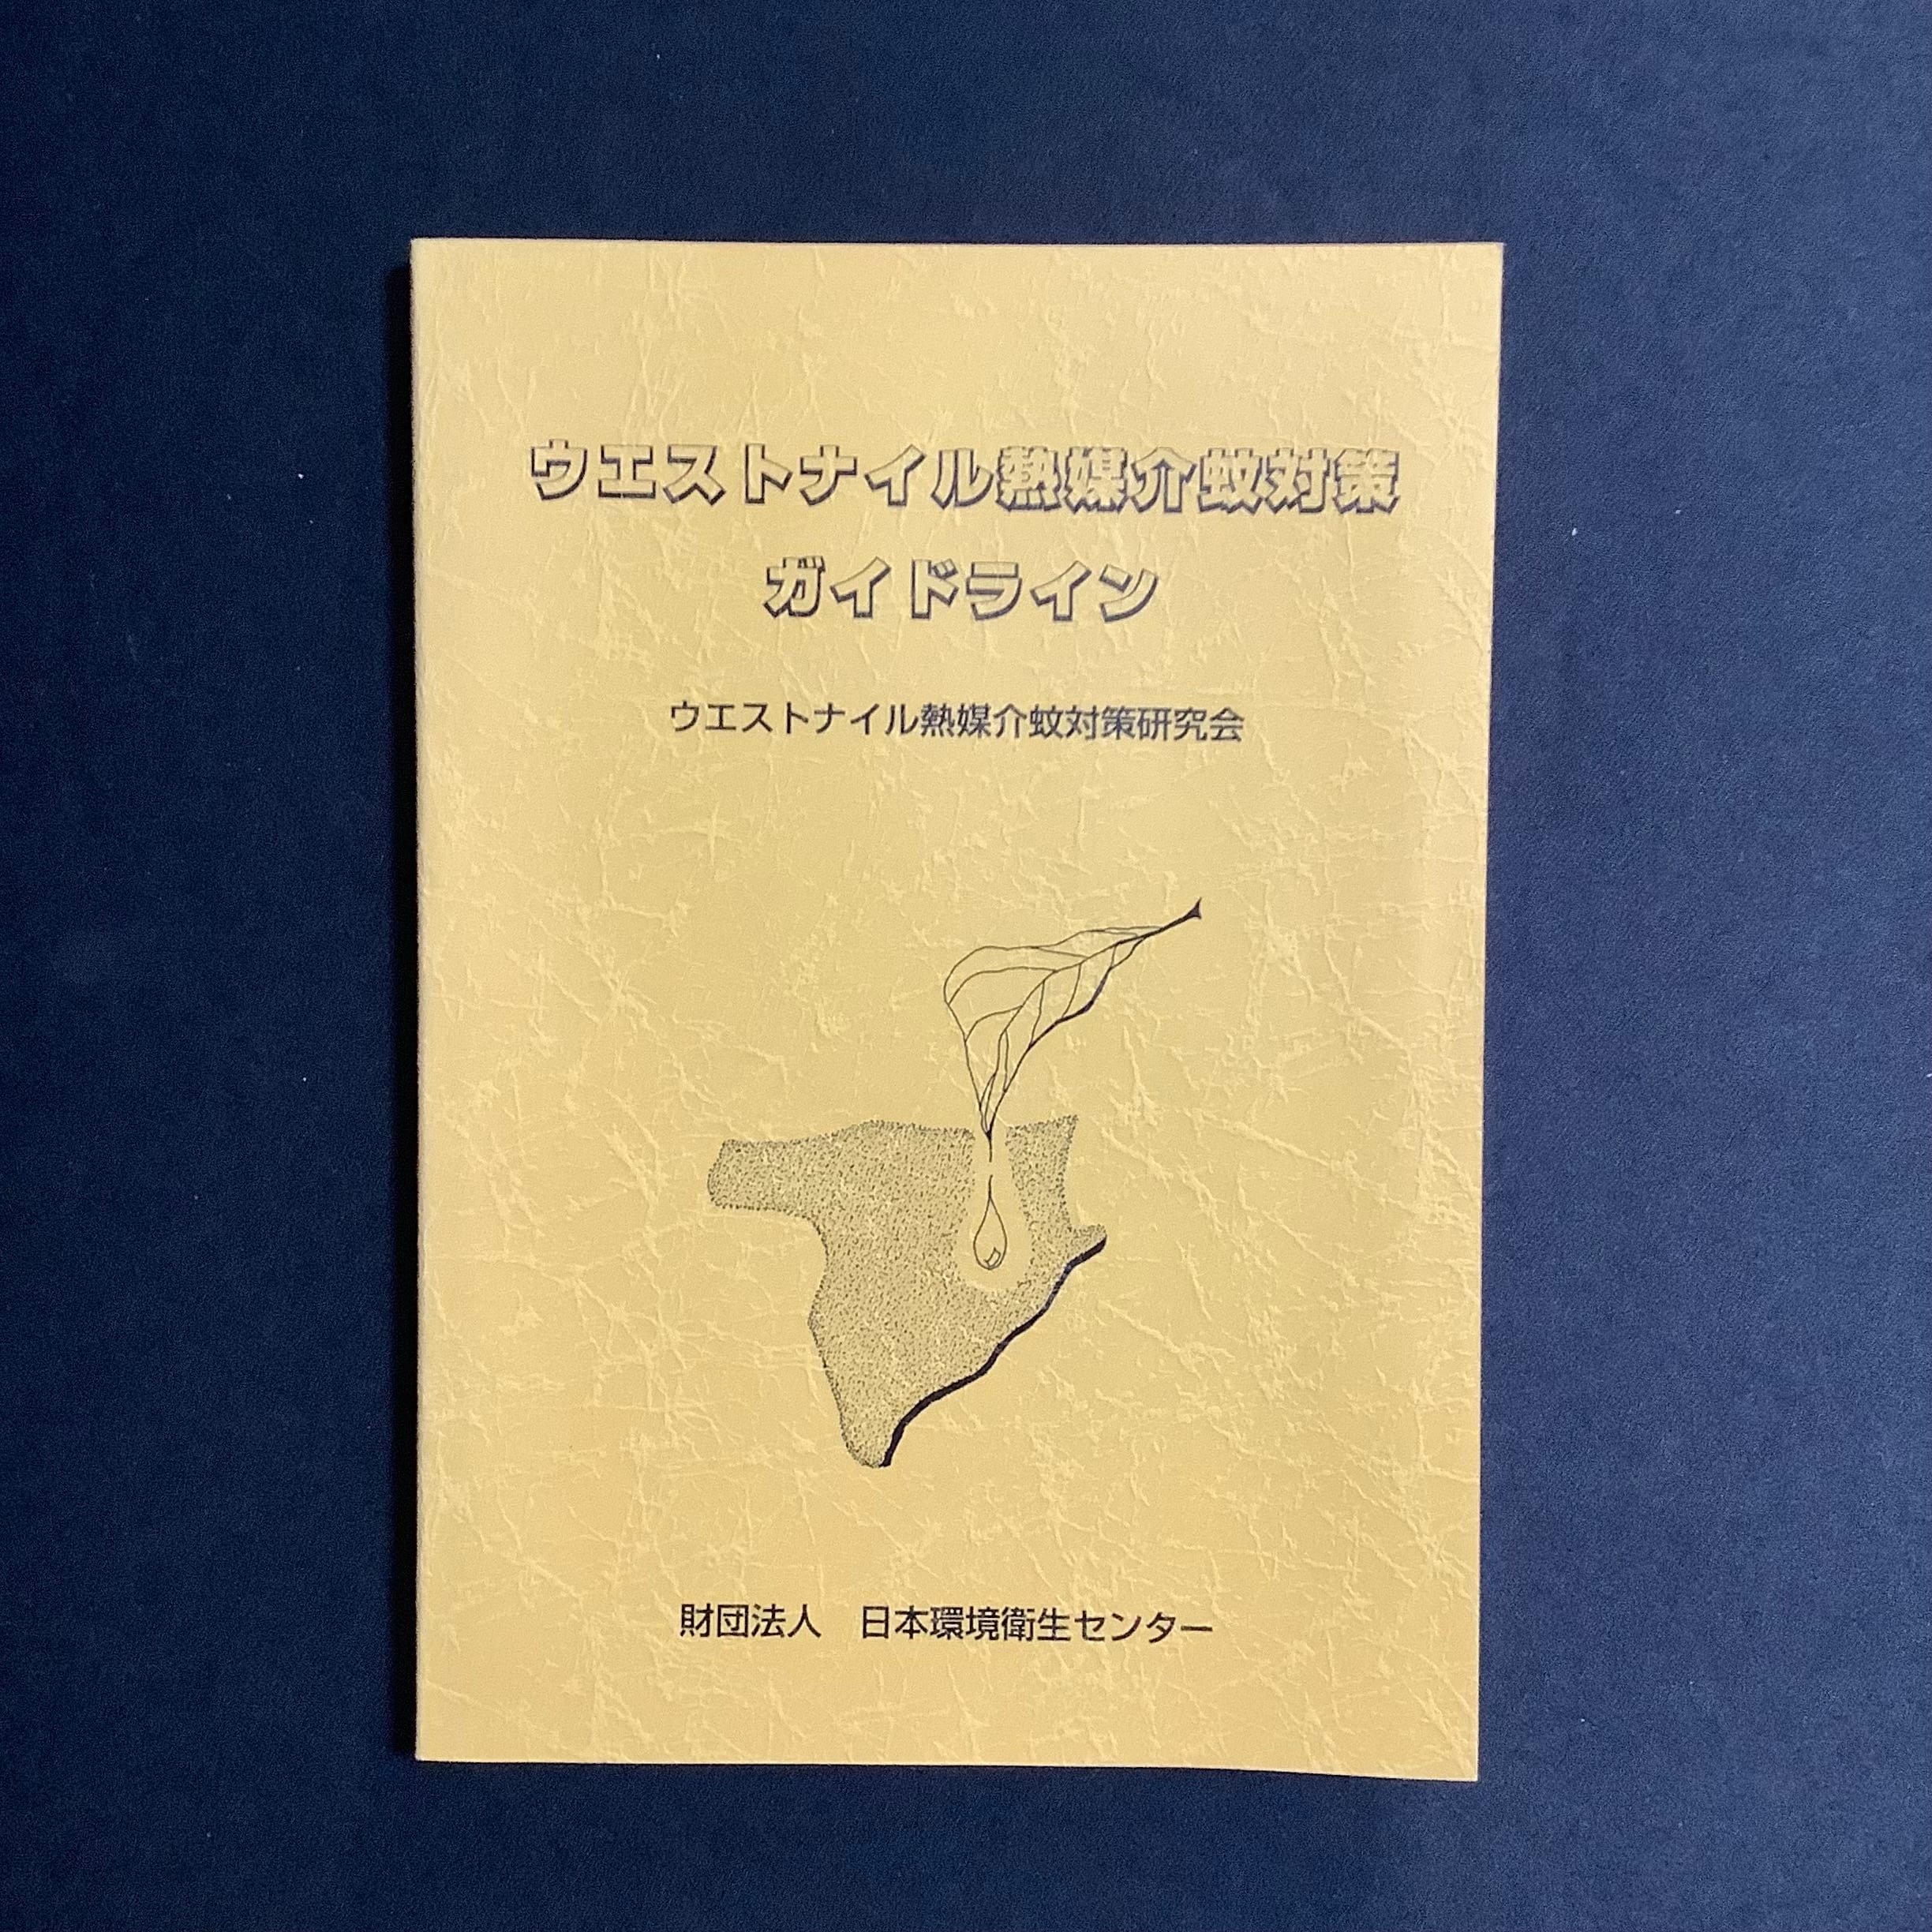 ウエストナイル熱媒介蚊対策
ガイドライン
ウエストナイル熱媒介蚊対策研究会
財団法人　日本環境衛生センター